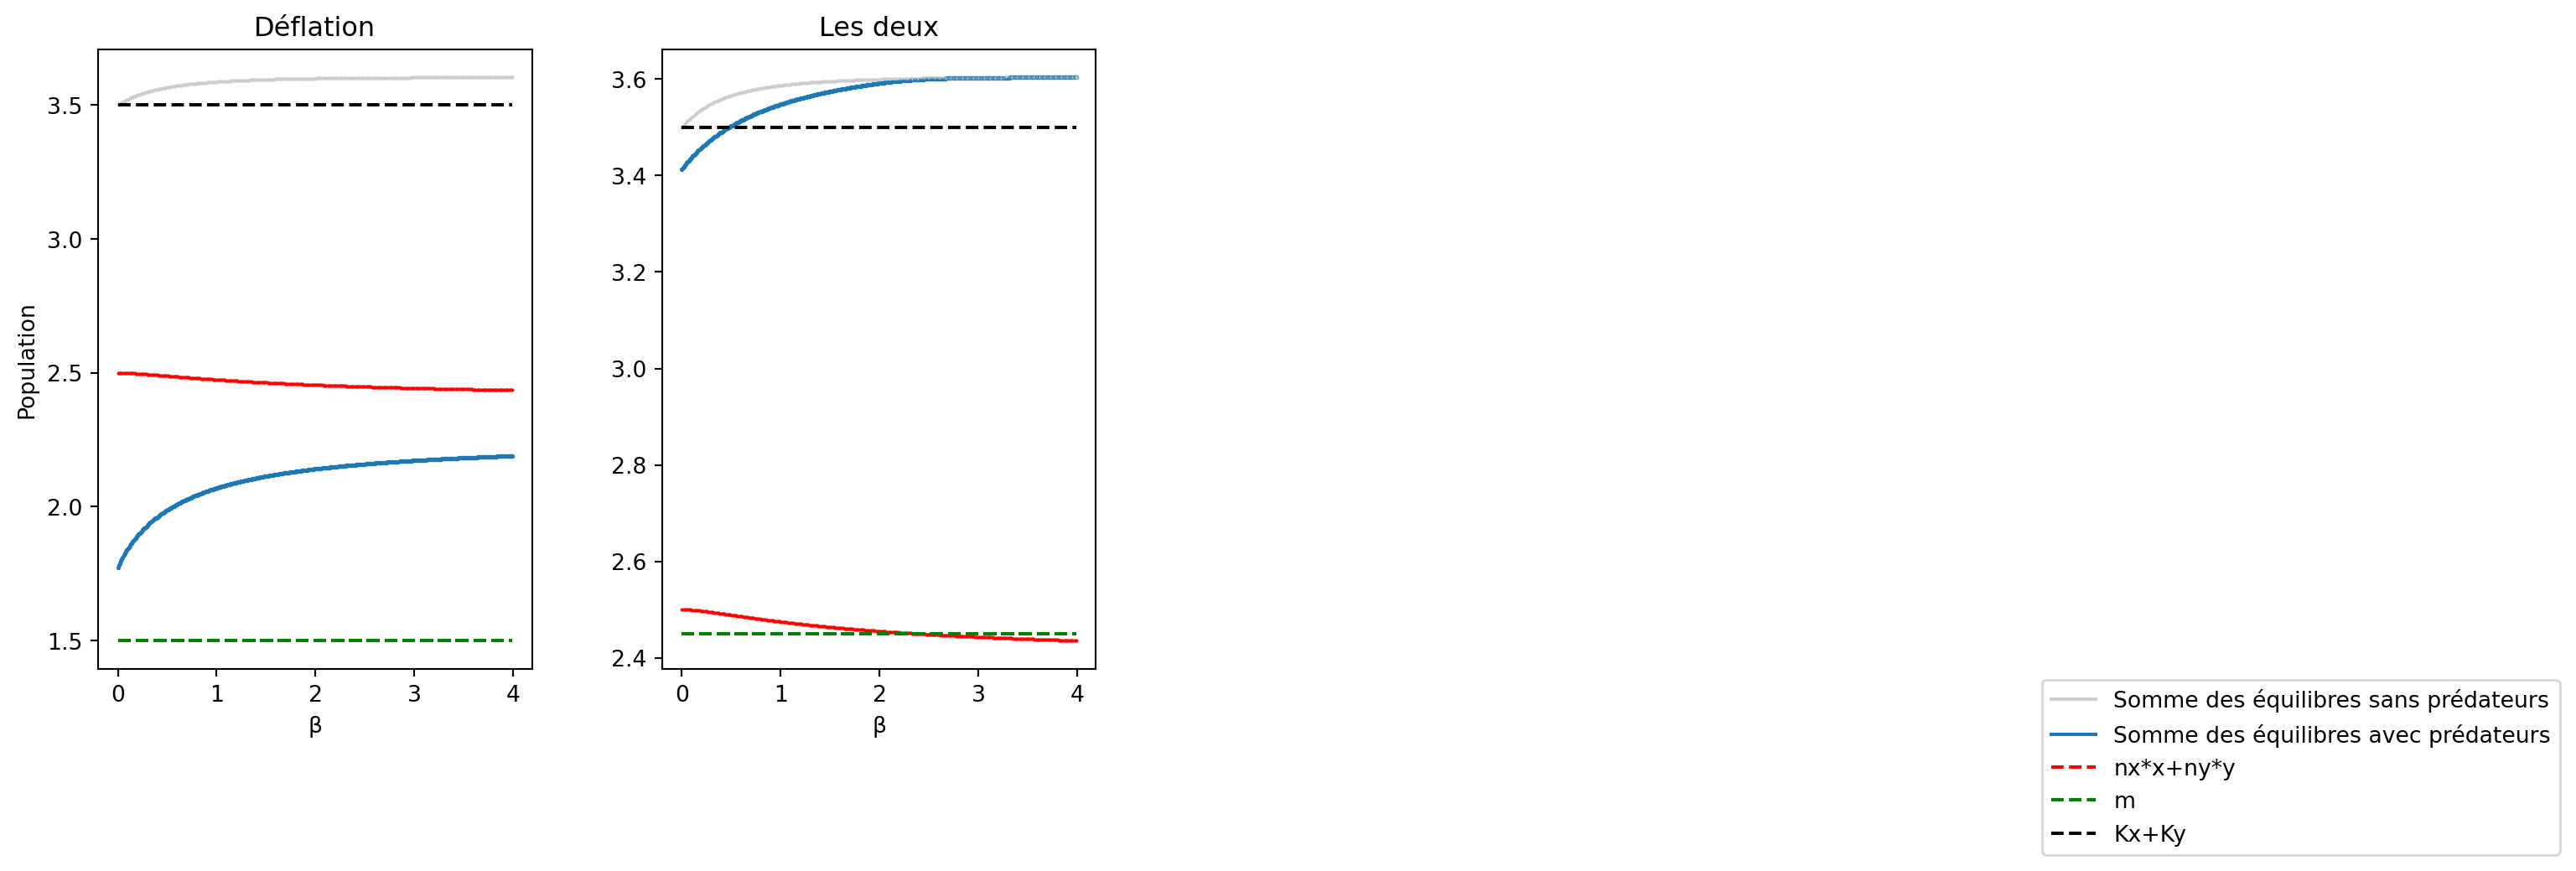 Déflation
Les deux
3.5
3.0
2.5
2.0
1.5
Population
0 1 2 3 4
β
3.6
3.4
3.2
3.0
2.8
2.6
2.4
0 1 2 3 4
β
Somme des équilibres sans prédateurs
Somme des équilibres avec prédateurs
nx*x+ny*y
m
Kx+Ky